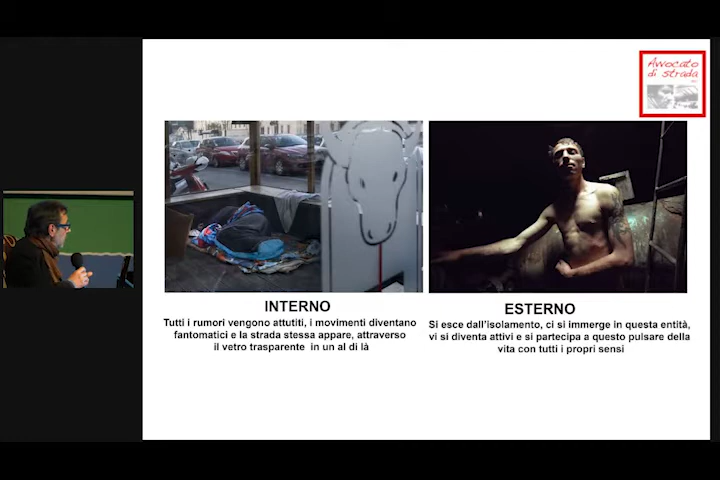 Avvocato
di strada
INTERNO
Tutti i rumori vengono attutiti, i movimenti diventano
fantomatici e la strada stessa appare, attraverso
il vetro trasparente in un al di là
ESTERNO
Si esce dall'isolamento, ci si immerge in questa entità,
vi si diventa attivi e si partecipa a questo pulsare della
vita con tutti i propri sensi